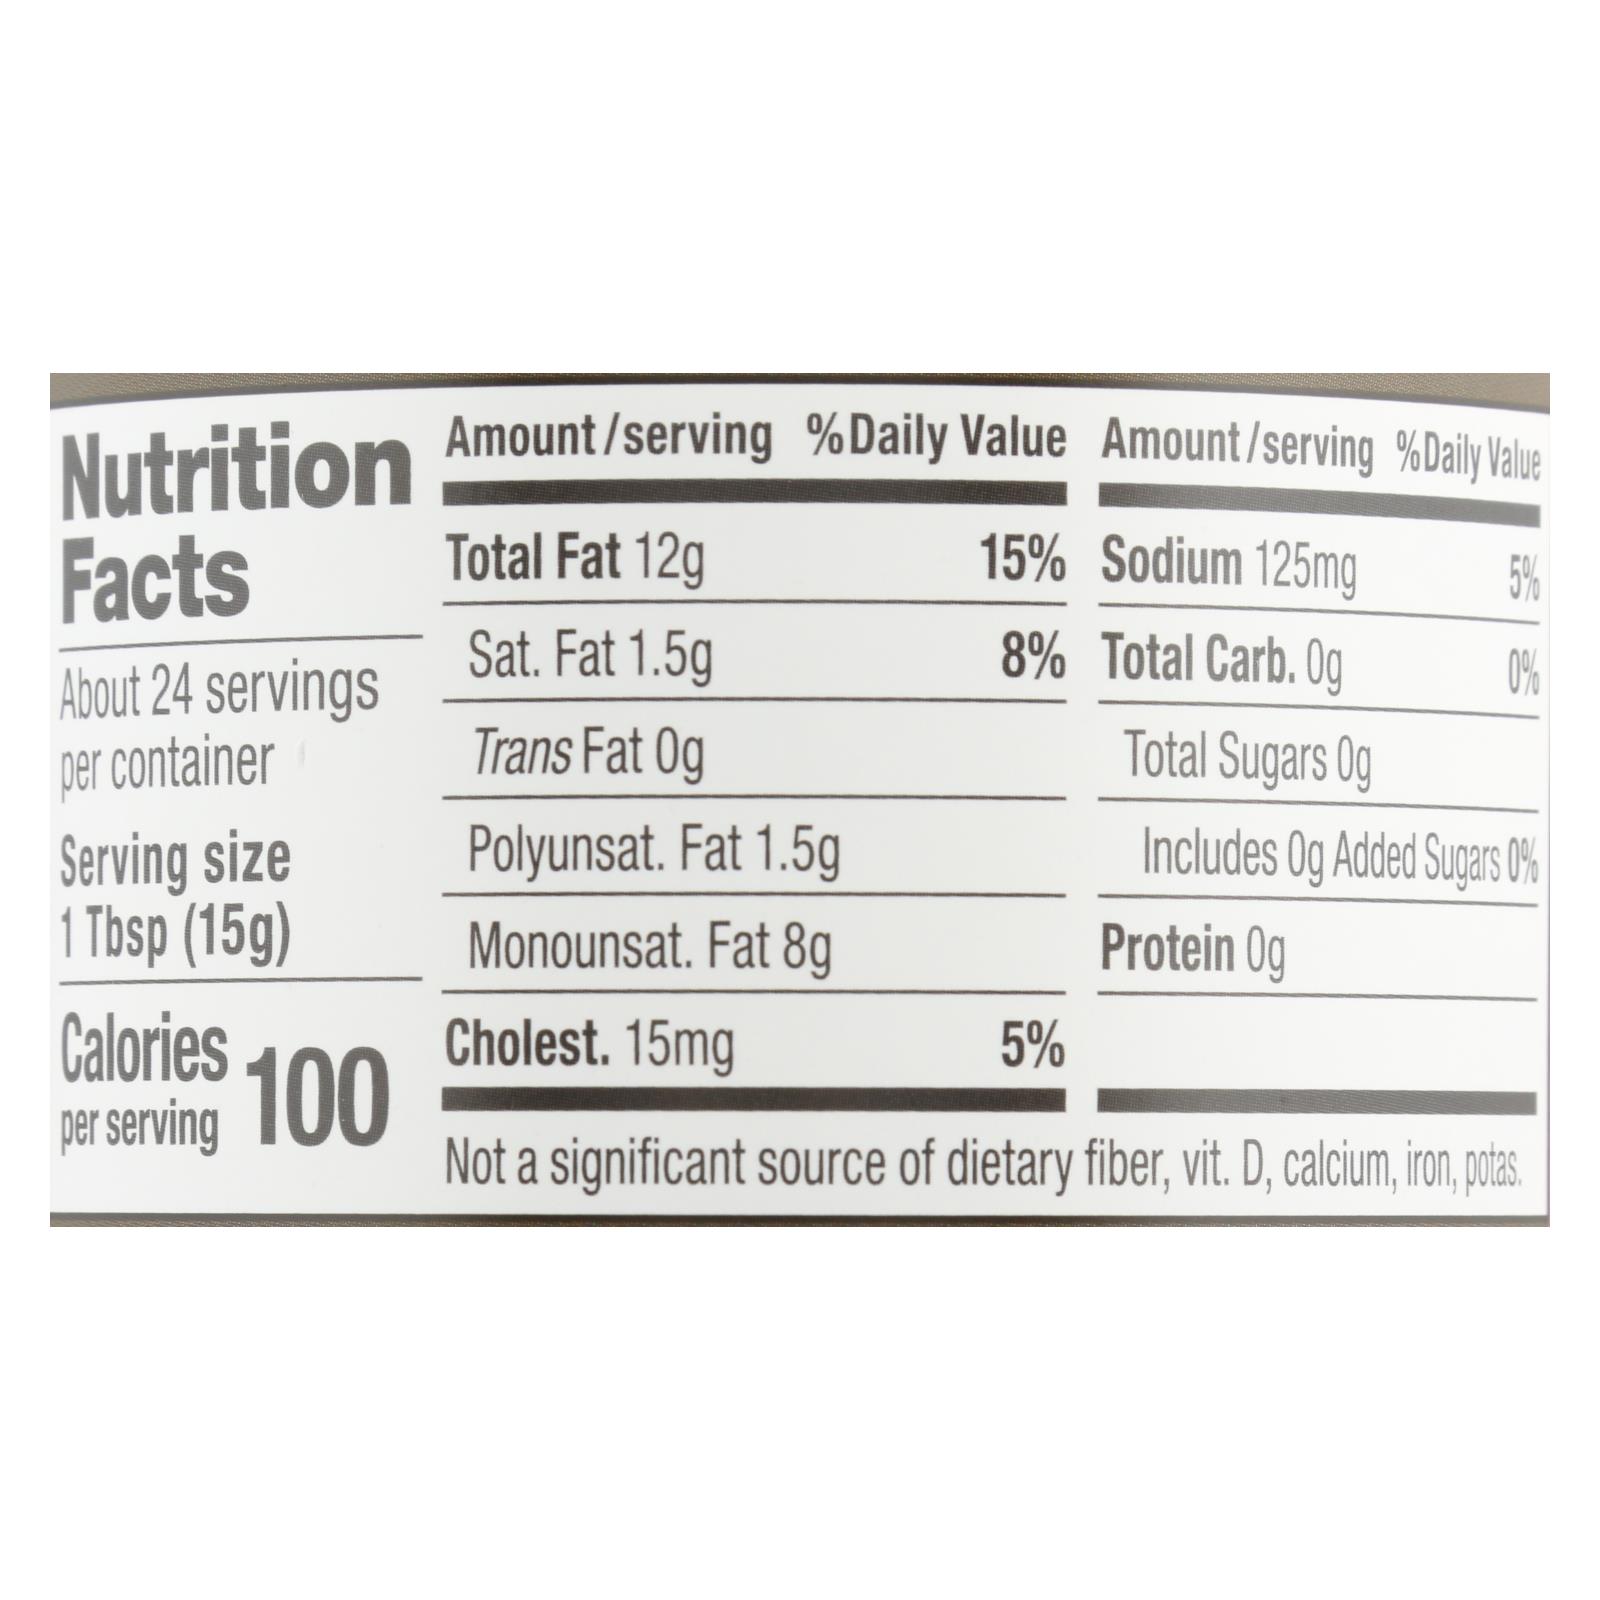 Nutrition
Facts
About 24 servings
per container
Serving size
1 Tbsp (15g)
Calories
per serving 100
Amount/serving %Daily Value
Total Fat 12g 15%
Sat. Fat 1.5g 8%
Trans Fat 0g
Polyunsat. Fat 1.5g
Monounsat. Fat 8g
Cholest. 15mg 5%
Amount/serving %Daily Value
Sodium 125mg 5%
Total Carb. 0g 0%
Total Sugars 0g
Includes 0g Added Sugars 0%
Protein 0g
Not a significant source of dietary fiber, vit. D, calcium, iron, potas.